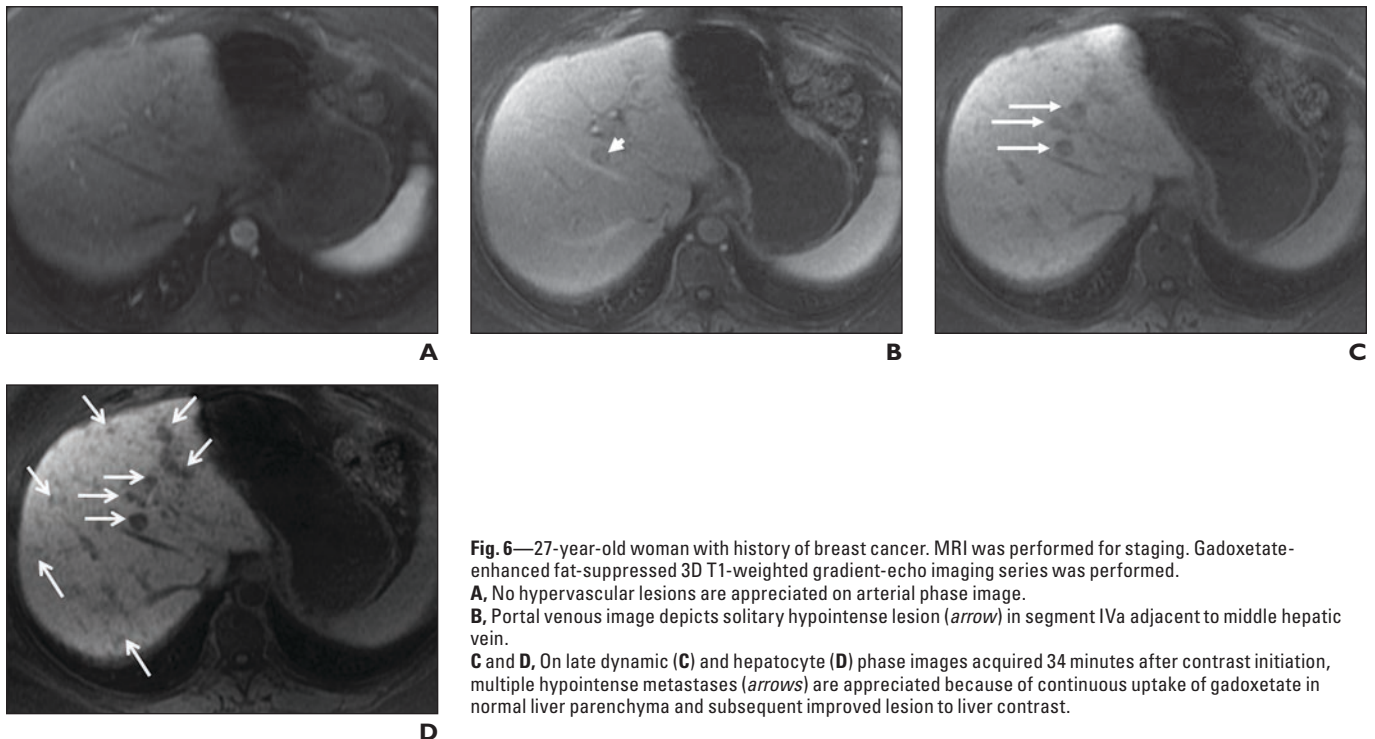 A
B
C
D
Fig. 6—27-year-old woman with history of breast cancer. MRI was performed for staging. Gadoxetate-
enhanced fat-suppressed 3D T1-weighted gradient-echo imaging series was performed.
A, No hypervascular lesions are appreciated on arterial phase image.
B, Portal venous image depicts solitary hypointense lesion (arrow) in segment IVa adjacent to middle hepatic
vein.
C and D, On late dynamic (C) and hepatocyte (D) phase images acquired 34 minutes after contrast initiation,
multiple hypointense metastases (arrows) are appreciated because of continuous uptake of gadoxetate in
normal liver parenchyma and subsequent improved lesion to liver contrast.